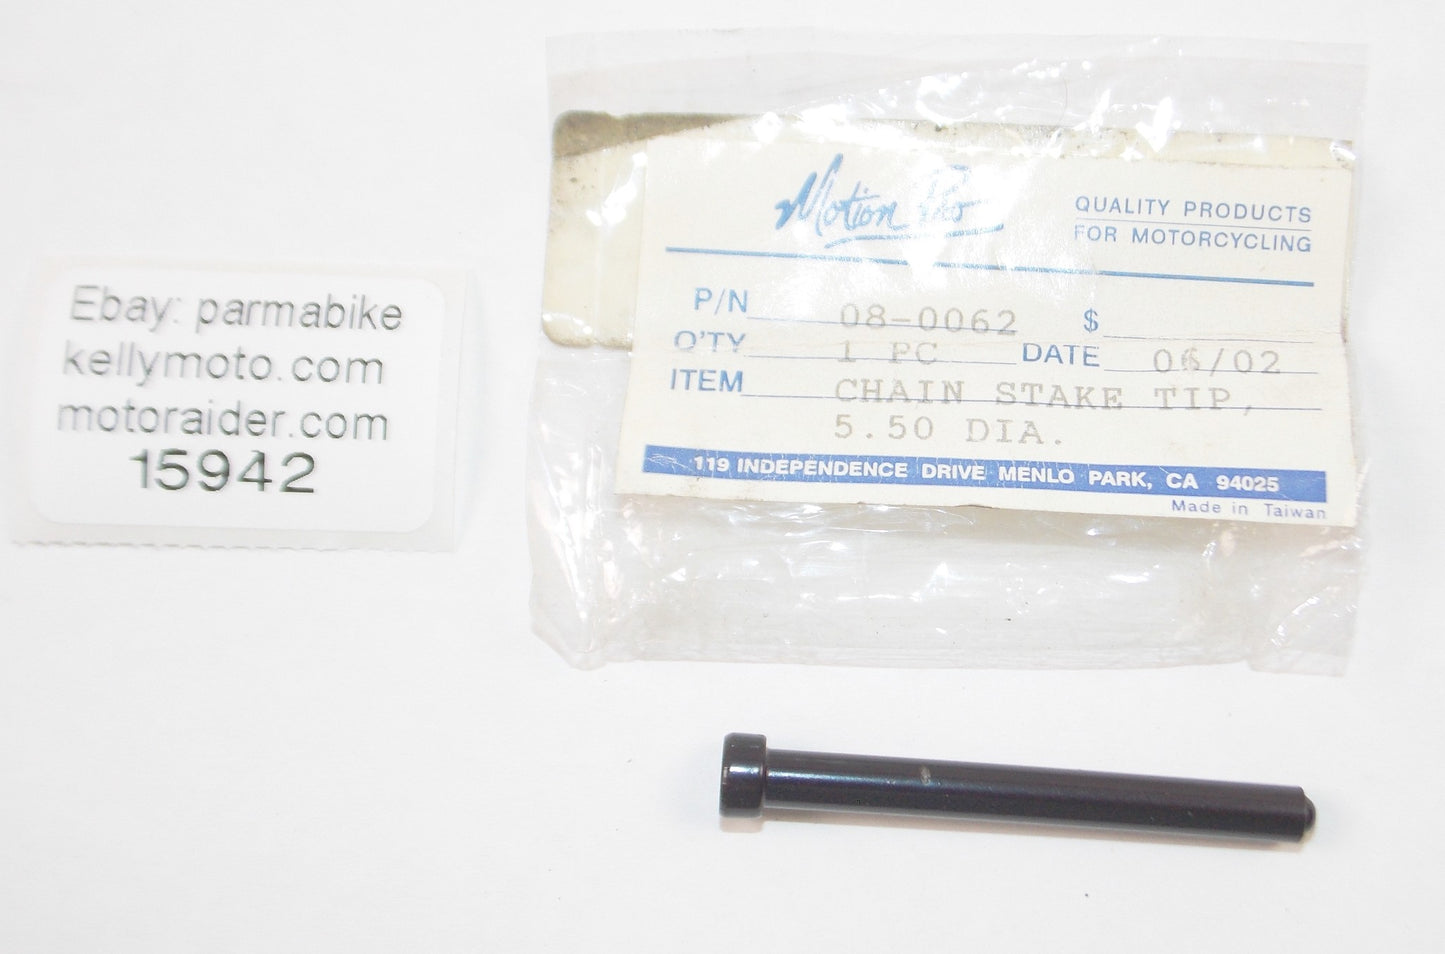 Ebay: parmabike
kellymoto.com
motoraider.com
15942
Motion Pro
QUALITY PRODUCTS
FOR MOTORCYCLING
P/N 08-0062 $
Q'TY 1 PC DATE 06/02
ITEM CHAIN STAKE TIP,
5.50 DIA.
119 INDEPENDENCE DRIVE MENLO PARK, CA 94025
Made in Taiwan